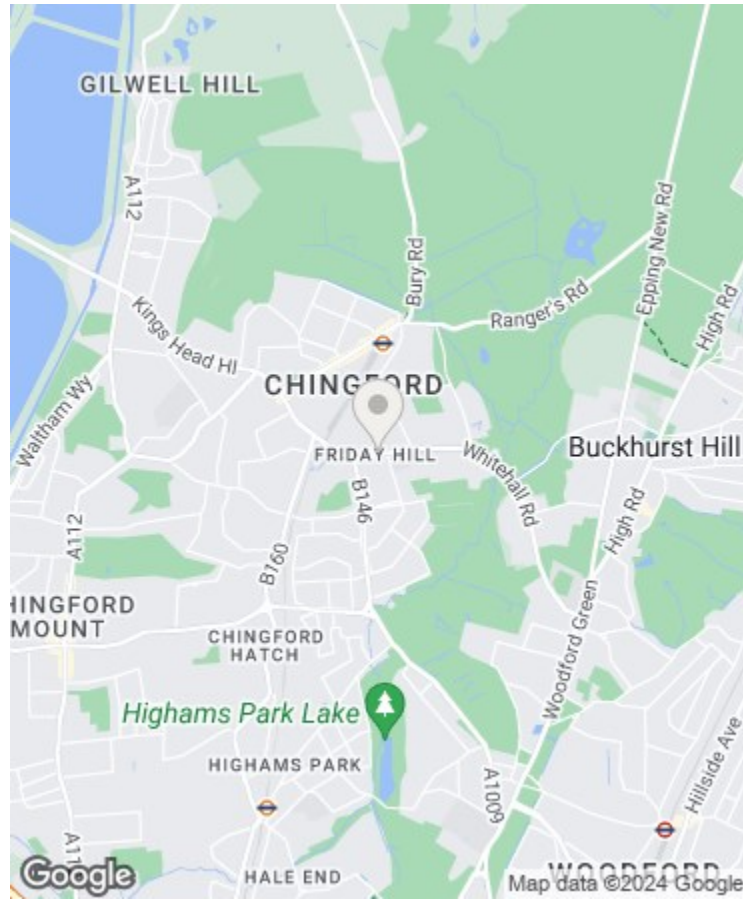 GILWELL HILL
A112
Bury Rd
Epping New Rd
High Rd
Ranger's Rd
Kings Head Hl
CHINGFORD
Waltham Wy
FRIDAY HILL
Whitehall Rd
Buckhurst Hill
B146
High Rd
A112
B160
HINGFORD
MOUNT
CHINGFORD
HATCH
Woodford Green
Highams Park Lake
HIGHAMS PARK
A1009
Hillside Ave
A11
HALE END
WOODFORD
Google
Map data ©2024 Google